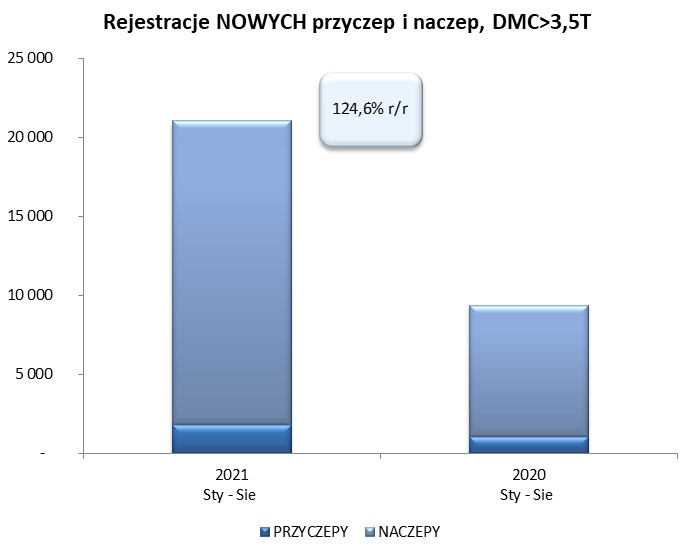 Rejestracje NOWYCH przyczep i naczep, DMC>3,5T
25 000
124,6% r/r
20 000
15 000
10 000
5 000
-
2021
Sty - Sie
2020
Sty - Sie
PRZYCZEPY
NACZEPY